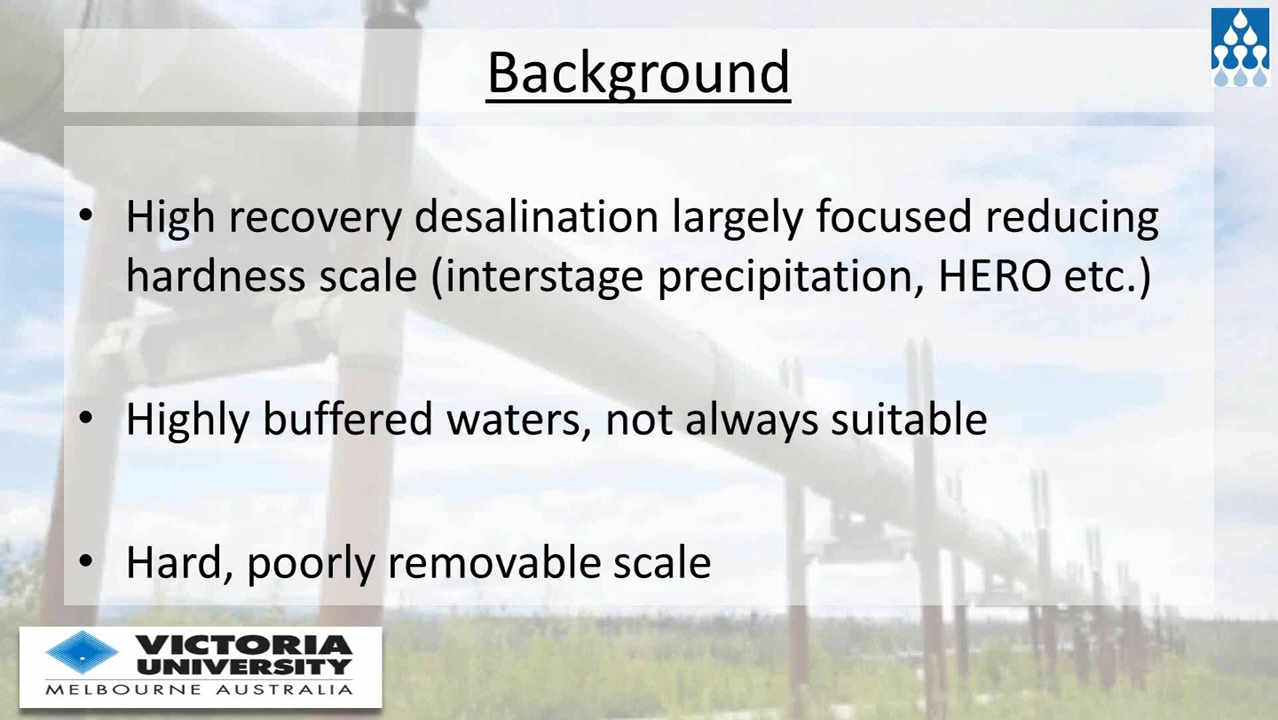 Background
• High recovery desalination largely focused reducing
hardness scale (interstage precipitation, HERO etc.)
• Highly buffered waters, not always suitable
• Hard, poorly removable scale
VICTORIA
UNIVERSITY
MELBOURNE AUSTRALIA